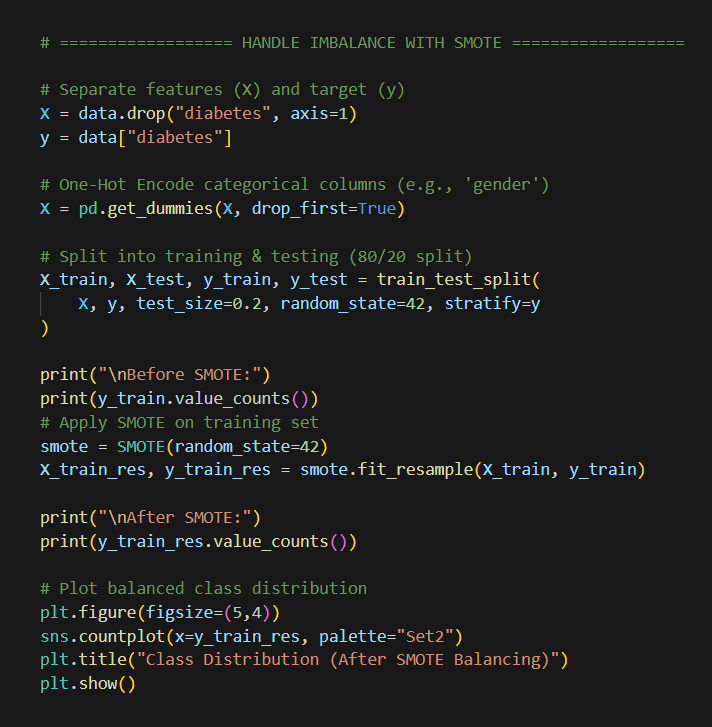 # ================== HANDLE IMBALANCE WITH SMOTE ==================
# Separate features (X) and target (y)
X = data.drop("diabetes", axis=1)
y = data["diabetes"]
# One-Hot Encode categorical columns (e.g., 'gender')
X = pd.get_dummies(X, drop_first=True)
# Split into training & testing (80/20 split)
X_train, X_test, y_train, y_test = train_test_split(
    X, y, test_size=0.2, random_state=42, stratify=y
)
print("\nBefore SMOTE:")
print(y_train.value_counts())
# Apply SMOTE on training set
smote = SMOTE(random_state=42)
X_train_res, y_train_res = smote.fit_resample(X_train, y_train)
print("\nAfter SMOTE:")
print(y_train_res.value_counts())
# Plot balanced class distribution
plt.figure(figsize=(5,4))
sns.countplot(x=y_train_res, palette="Set2")
plt.title("Class Distribution (After SMOTE Balancing)")
plt.show()